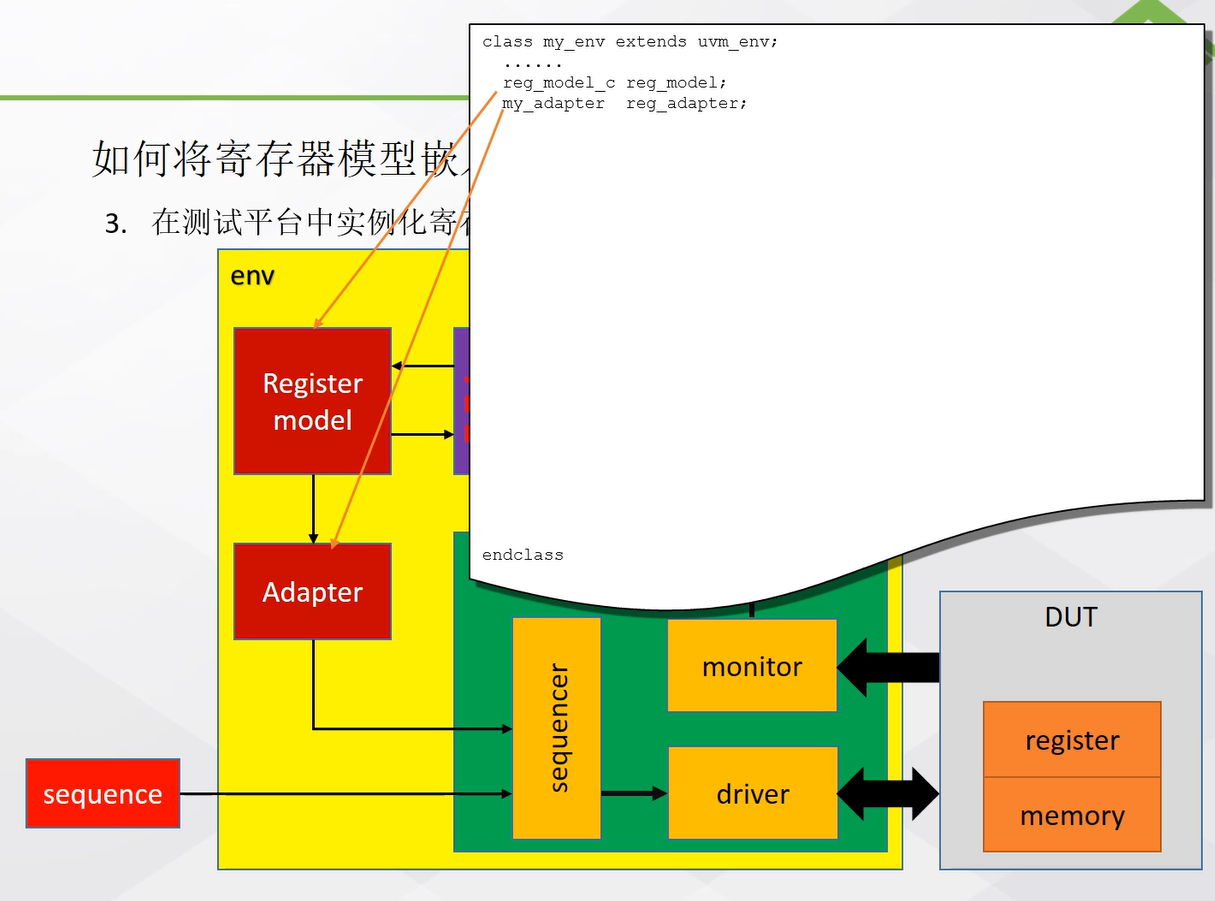 class my_env extends uvm_env;
......
reg_model_c reg_model;
my_adapter  reg_adapter;
endclass
如何将寄存器模型嵌
3. 在测试平台中实例化寄
env
Register
model
Adapter
sequencer
monitor
driver
sequence
DUT
register
memory